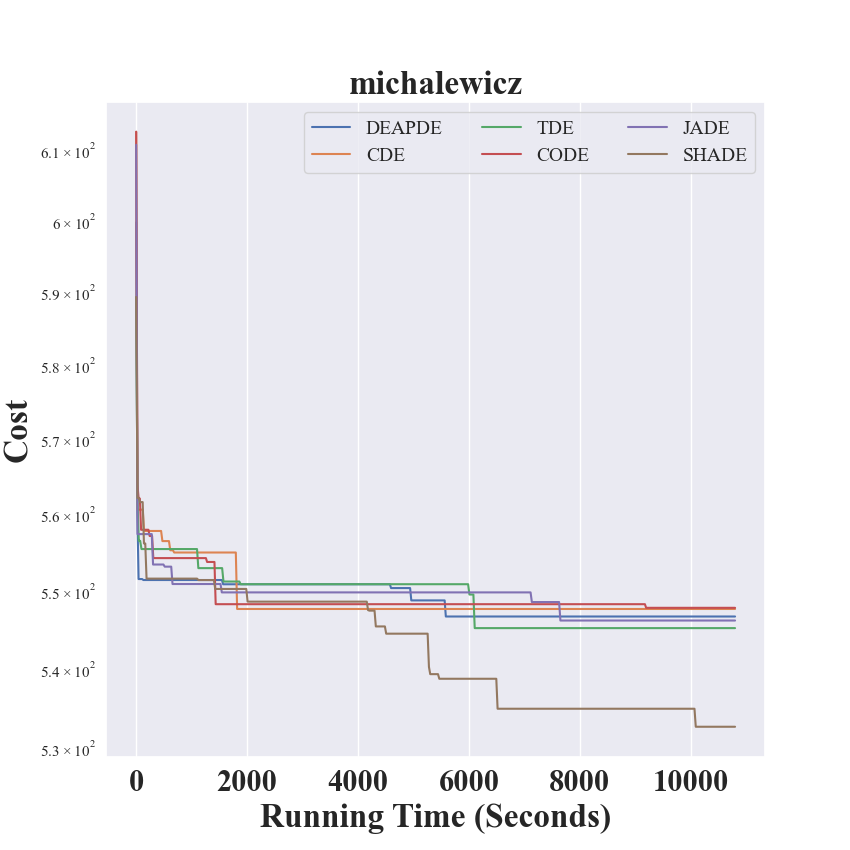 michalewicz
DEAPDE TDE JADE
CDE CODE SHADE
6.1 × 10²
6 × 10²
5.9 × 10²
5.8 × 10²
5.7 × 10²
5.6 × 10²
5.5 × 10²
5.4 × 10²
5.3 × 10²
Cost
0 2000 4000 6000 8000 10000
Running Time (Seconds)